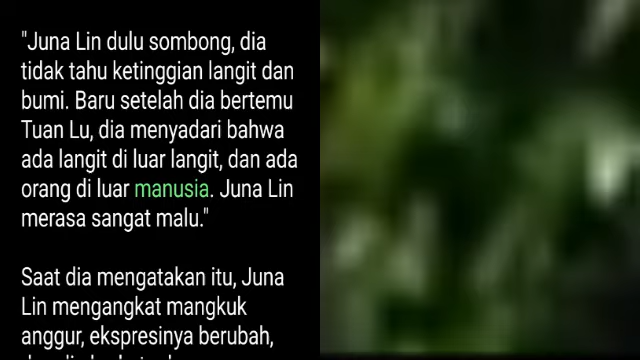 "Juna Lin dulu sombong, dia
tidak tahu ketinggian langit dan
bumi. Baru setelah dia bertemu
Tuan Lu, dia menyadari bahwa
ada langit di luar langit, dan ada
orang di luar manusia. Juna Lin
merasa sangat malu."
Saat dia mengatakan itu, Juna
Lin mengangkat mangkuk
anggur, ekspresinya berubah,